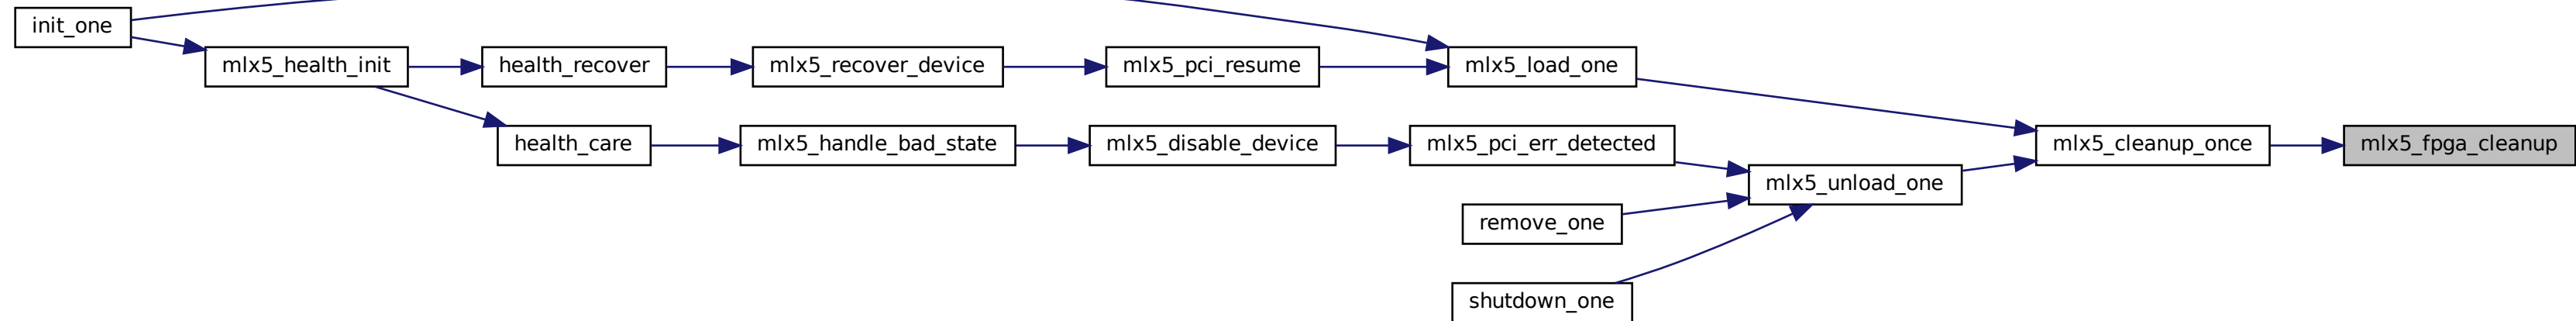 init_one
mlx5_health_init
health_recover
mlx5_recover_device
mlx5_pci_resume
mlx5_load_one
health_care
mlx5_handle_bad_state
mlx5_disable_device
mlx5_pci_err_detected
mlx5_cleanup_once
mlx5_fpga_cleanup
mlx5_unload_one
remove_one
shutdown_one